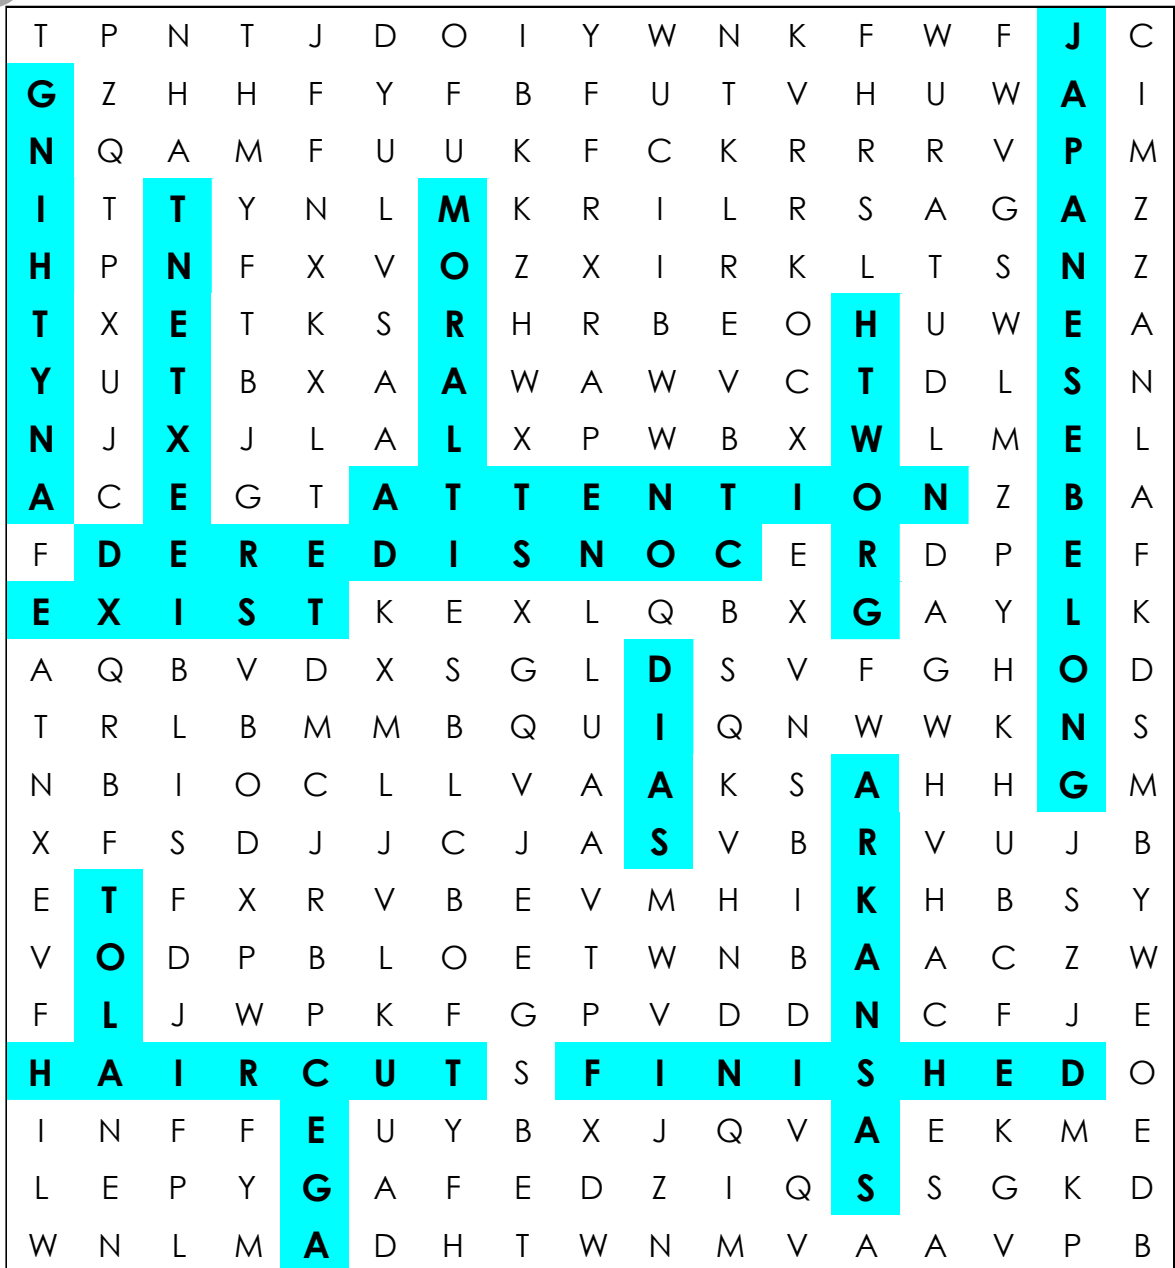 T P N T J D O I Y W N K F W F J C
G Z H H F Y F B F U T V H U W A I
N Q A M F U U K F C K R R R V P M
I T T Y N L M K R I L R S A G A Z
H P N F X V O Z X I R K L T S N Z
T X E T K S R H R B E O H U W E A
Y U T B X A A W A W V C T D L S N
N J X J L A L X P W B X W L M E L
A C E G T A T T E N T I O N Z B A
F D E R E D I S N O C E R D P E F
E X I S T K E X L Q B X G A Y L K
A Q B V D X S G L D S V F G H O D
T R L B M M B Q U I Q N W W K N S
N B I O C L L V A A K S A H H G M
X F S D J J C J A S V B R V U J B
E T F X R V B E V M H I K H B S Y
V O D P B L O E T W N B A A C Z W
F L J W P K F G P V D D N C F J E
H A I R C U T S F I N I S H E D O
I N F F E U Y B X J Q V A E K M E
L E P Y G A F E D Z I Q S S G K D
W N L M A D H T W N M V A A V P B